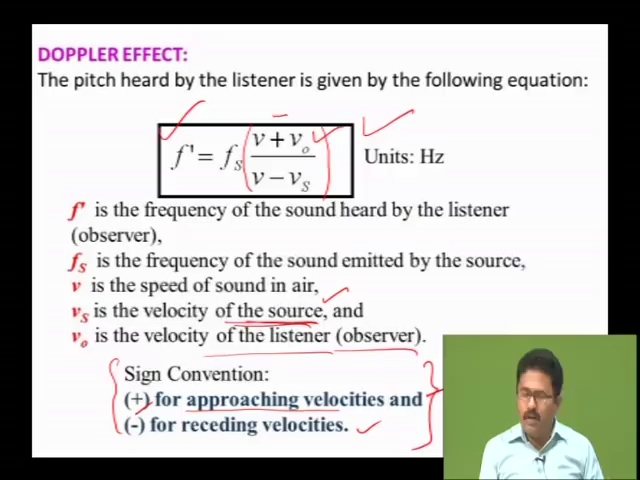 DOPPLER EFFECT:
The pitch heard by the listener is given by the following equation:
f' = f_S ( (v + v_o) / (v − v_S) ) Units: Hz
f' is the frequency of the sound heard by the listener
(observer),
f_S is the frequency of the sound emitted by the source,
v is the speed of sound in air,
v_S is the velocity of the source, and
v_o is the velocity of the listener (observer).
Sign Convention:
(+) for approaching velocities and
(-) for receding velocities.